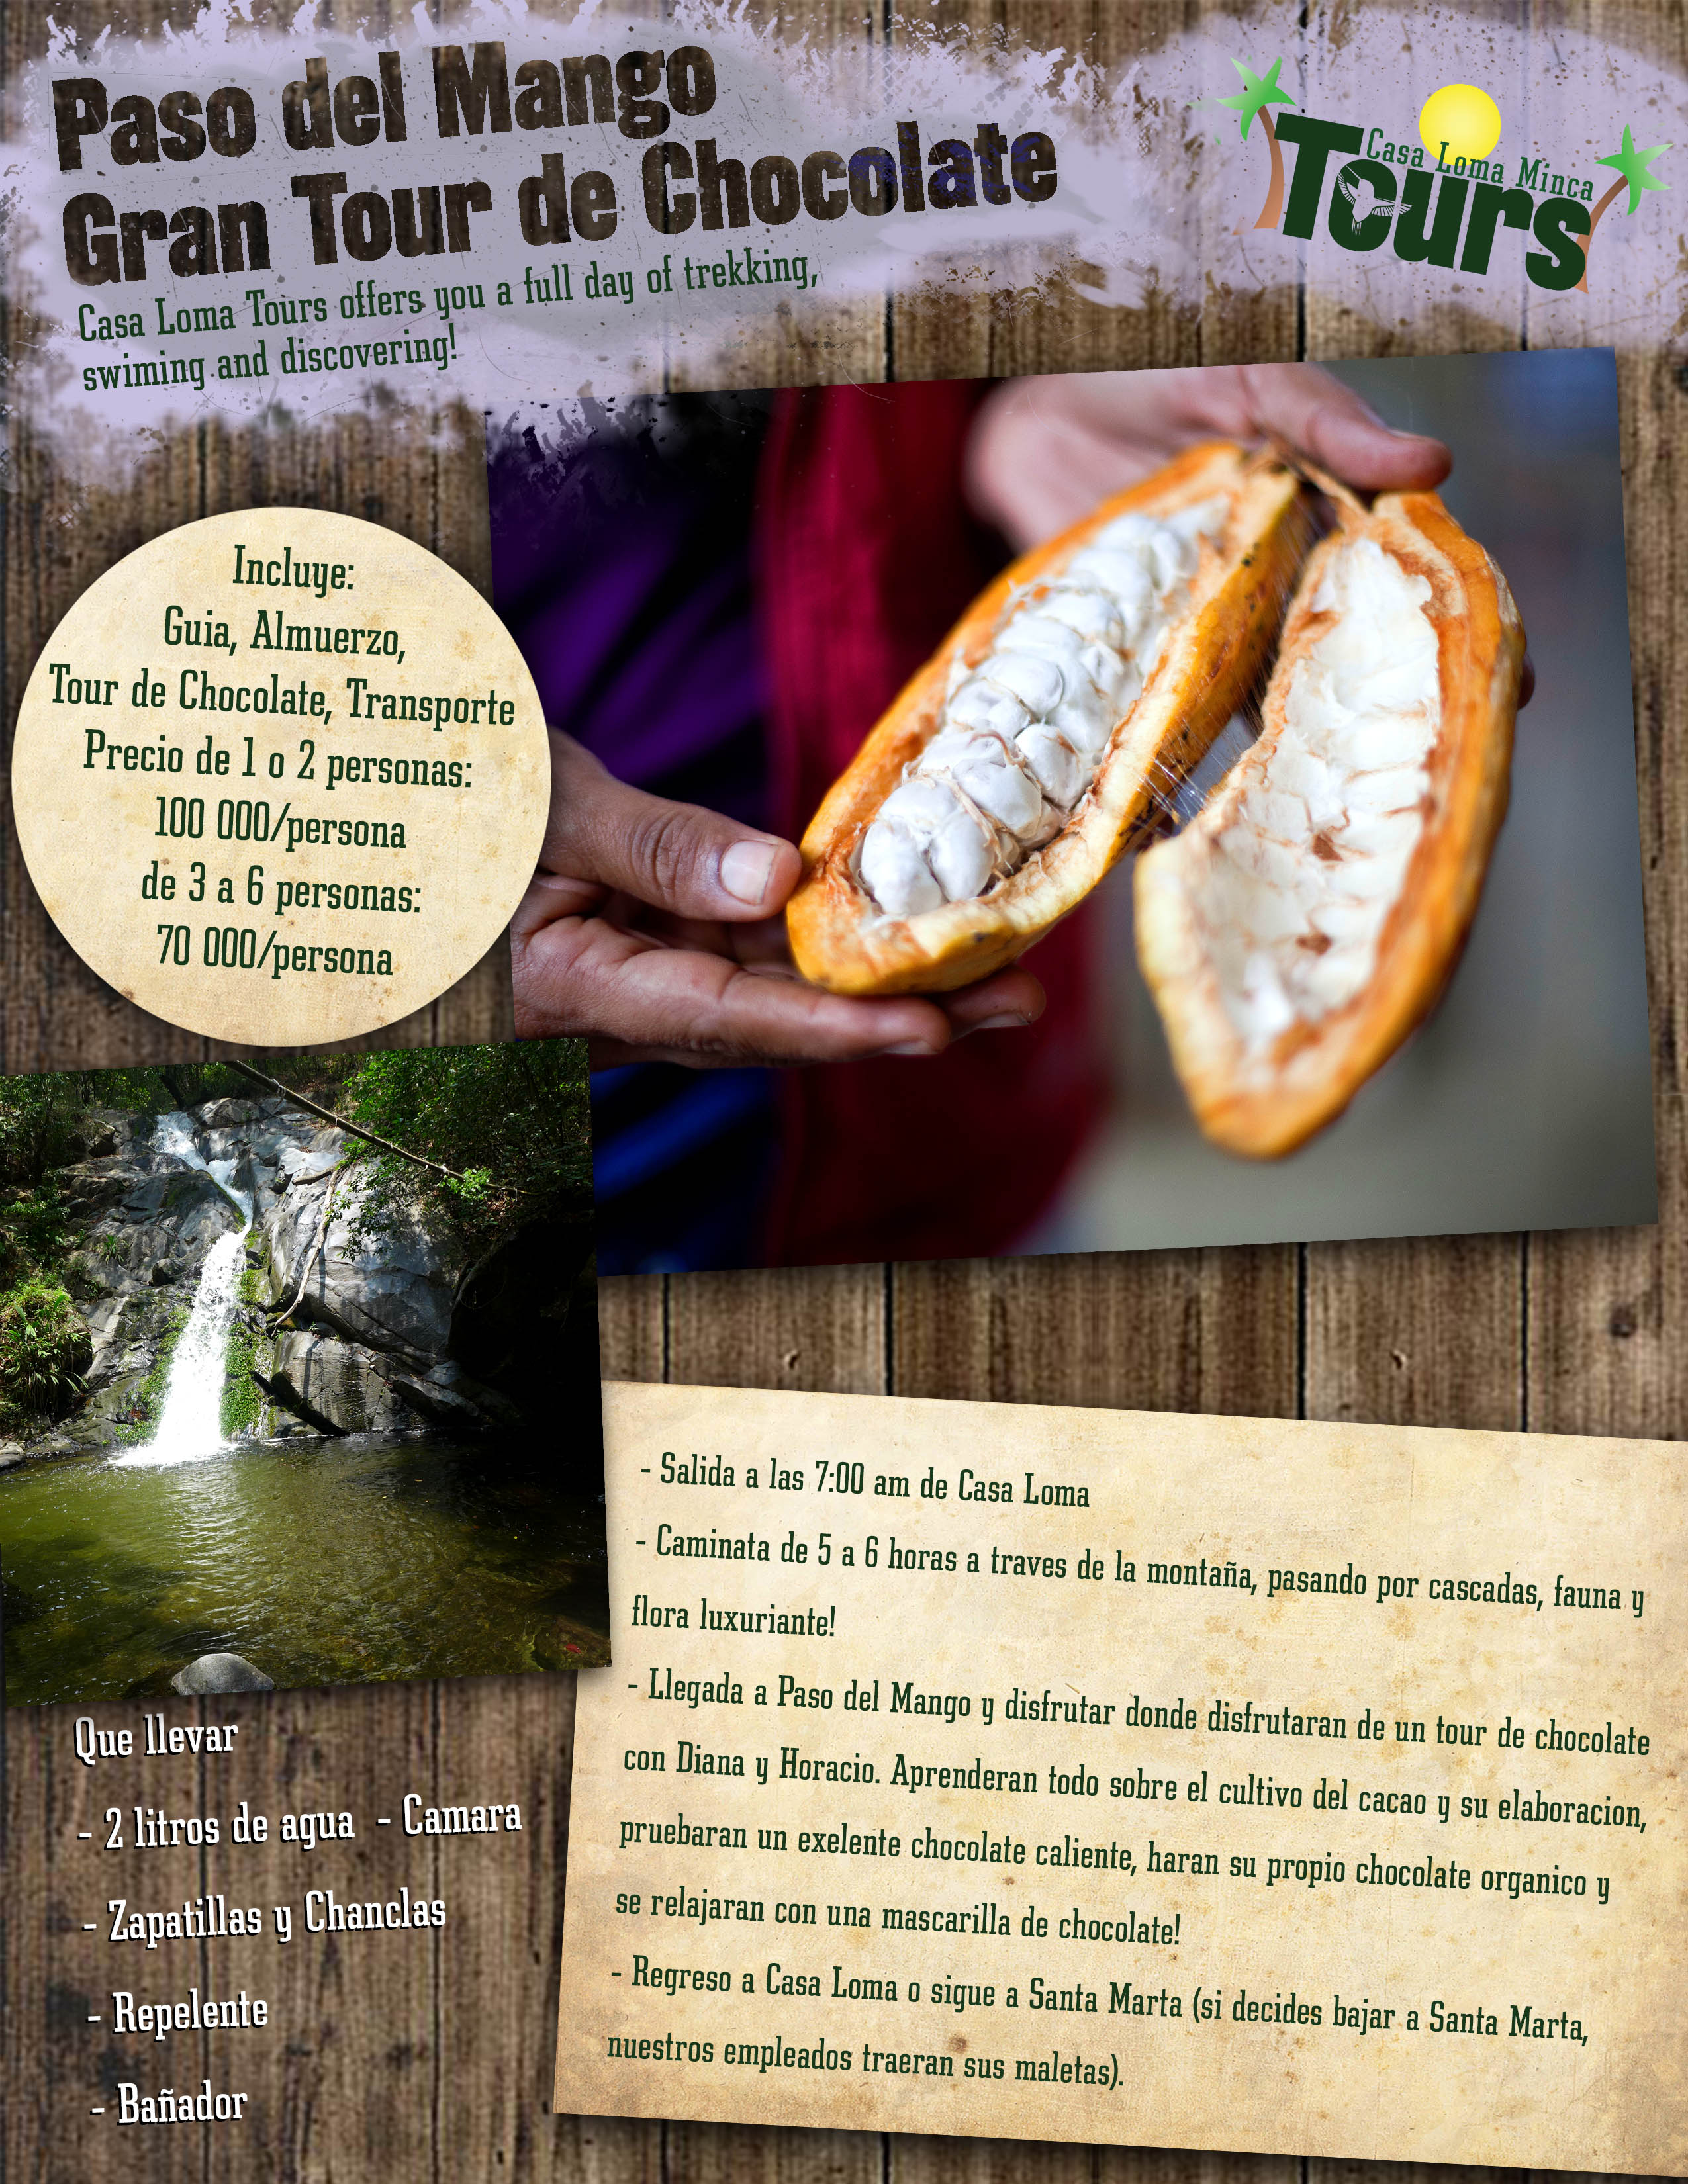 Paso del Mango
Gran Tour de Chocolate
Casa Loma Tours offers you a full day of trekking,
swiming and discovering!
Casa Loma Minca
Tours
Incluye:
Guia, Almuerzo,
Tour de Chocolate, Transporte
Precio de 1 o 2 personas:
100 000/persona
de 3 a 6 personas:
70 000/persona
- Salida a las 7:00 am de Casa Loma
- Caminata de 5 a 6 horas a traves de la montaña, pasando por cascadas, fauna y
flora luxuriante!
- Llegada a Paso del Mango y disfrutar donde disfrutaran de un tour de chocolate
con Diana y Horacio. Aprenderan todo sobre el cultivo del cacao y su elaboracion,
pruebaran un exelente chocolate caliente, haran su propio chocolate organico y
se relajaran con una mascarilla de chocolate!
- Regreso a Casa Loma o sigue a Santa Marta (si decides bajar a Santa Marta,
nuestros empleados traeran sus maletas).
Que llevar
- 2 litros de agua - Camara
- Zapatillas y Chanclas
- Repelente
- Bañador